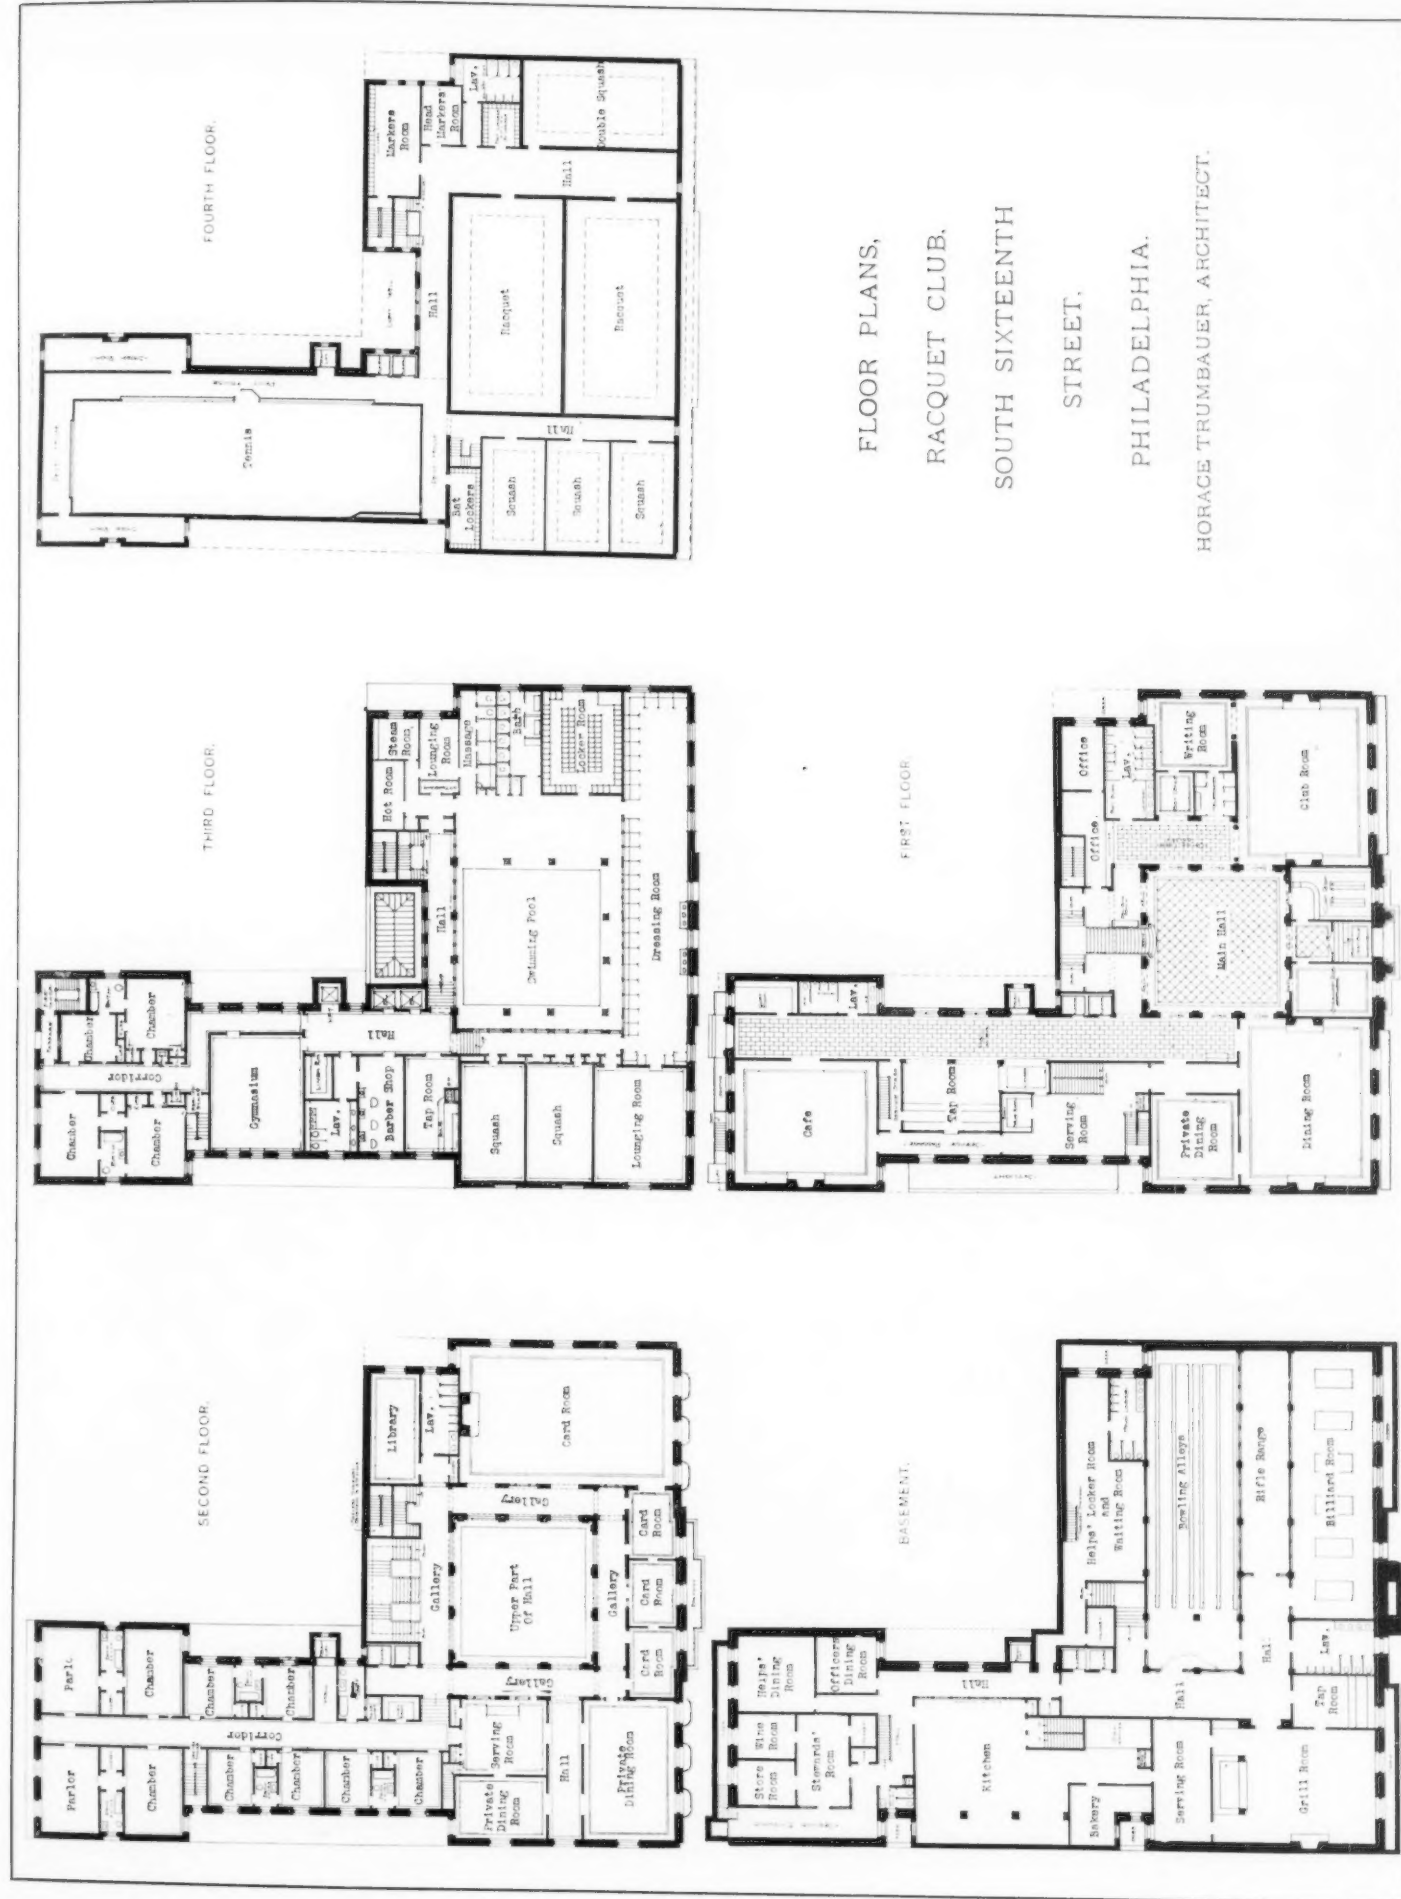 FOURTH FLOOR.
Markers
Room
Head
Markers
Room
Lav.
Double Squash
Hall
Hall
Racquet
Racquet
Tennis
Hall
Bat
Lockers
Squash
Squash
Squash
FLOOR PLANS,
RACQUET CLUB,
SOUTH SIXTEENTH
STREET,
PHILADELPHIA.
HORACE TRUMBAUER, ARCHITECT.
THIRD FLOOR.
Steam
Room
Hot Room
Lounging
Room
Massage
Bath
Locker Room
Hall
Swimming Pool
Dressing Room
Chamber
Chamber
Corridor
Chamber
Chamber
Gymnasium
Hall
Lav.
Barber Shop
Tap Room
Squash
Squash
Lounging Room
FIRST FLOOR
Office
Office
Lav.
Writing
Room
Club Room
Main Hall
Lav.
Cafe
Tap Room
Serving
Room
Private
Dining
Room
Dining Room
SECOND FLOOR.
Library
Lav.
Card Room
Gallery
Gallery
Upper Part
Of Hall
Gallery
Gallery
Card
Room
Card
Room
Card
Room
Parlor
Chamber
Chamber
Chamber
Corridor
Parler
Chamber
Chamber
Chamber
Chamber
Chamber
Serving
Room
Private
Dining
Room
Hall
Private
Dining Room
BASEMENT.
Helps' Locker Room
and
Waiting Room
Bowling Alleys
Rifle Range
Billiard Room
Helps'
Dining
Room
Officers
Dining
Room
Wine
Room
Store
Room
Stewards'
Room
Hall
Kitchen
Bakery
Hall
Hall
Lav.
Tap
Room
Serving Room
Grill Room